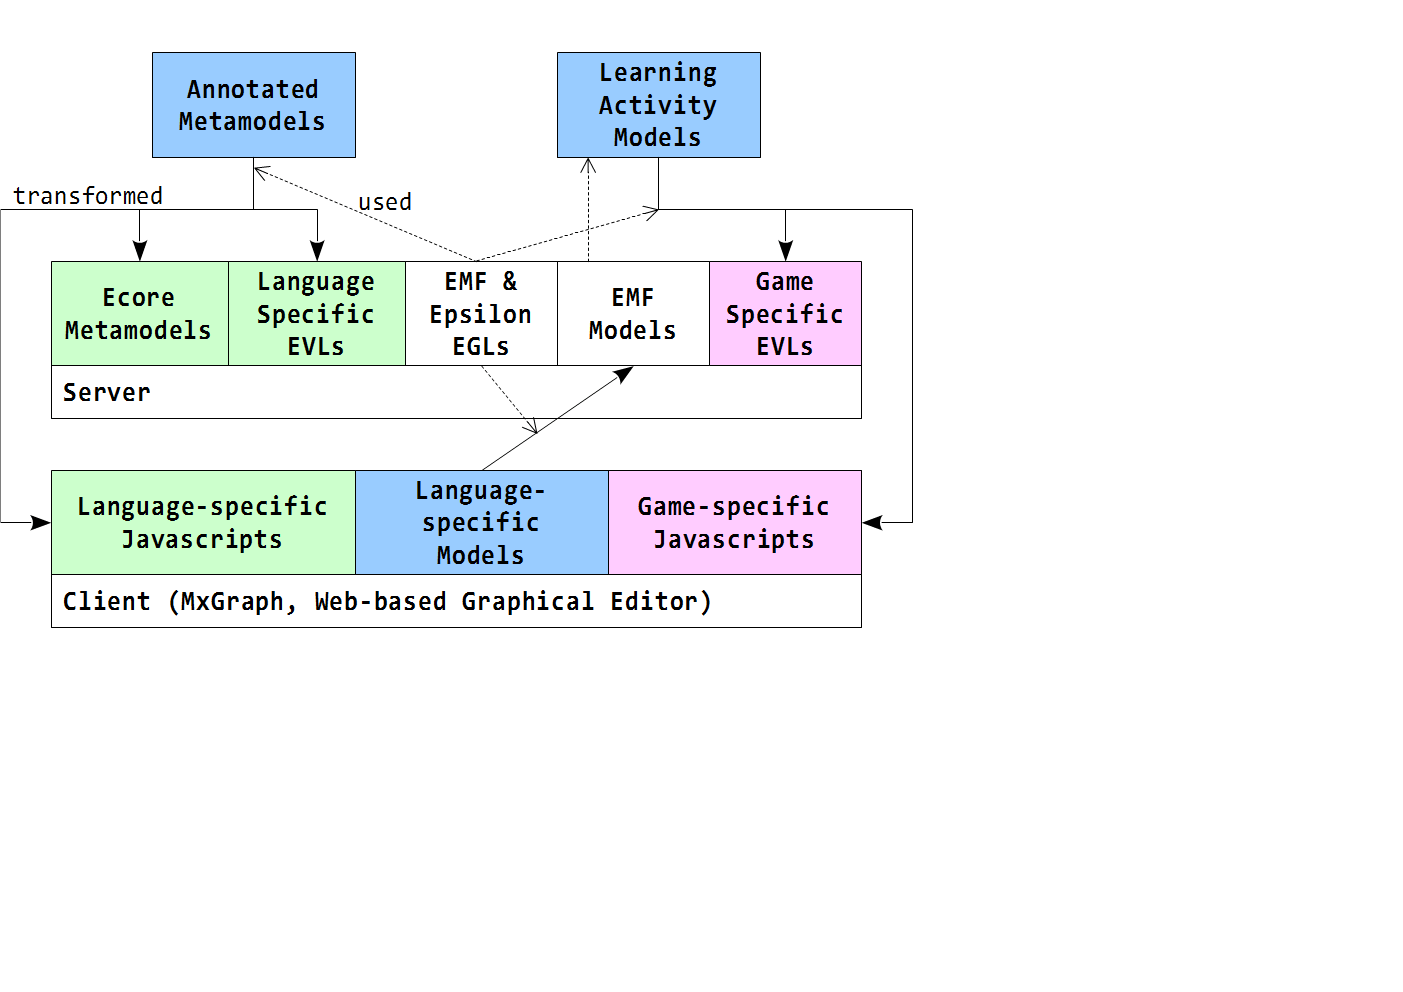 Annotated
Metamodels
Learning
Activity
Models
transformed
used
Ecore
Metamodels
Language
Specific
EVLs
EMF &
Epsilon
EGLs
EMF
Models
Game
Specific
EVLs
Server
Language-specific
Javascripts
Language-
specific
Models
Game-specific
Javascripts
Client (MxGraph, Web-based Graphical Editor)